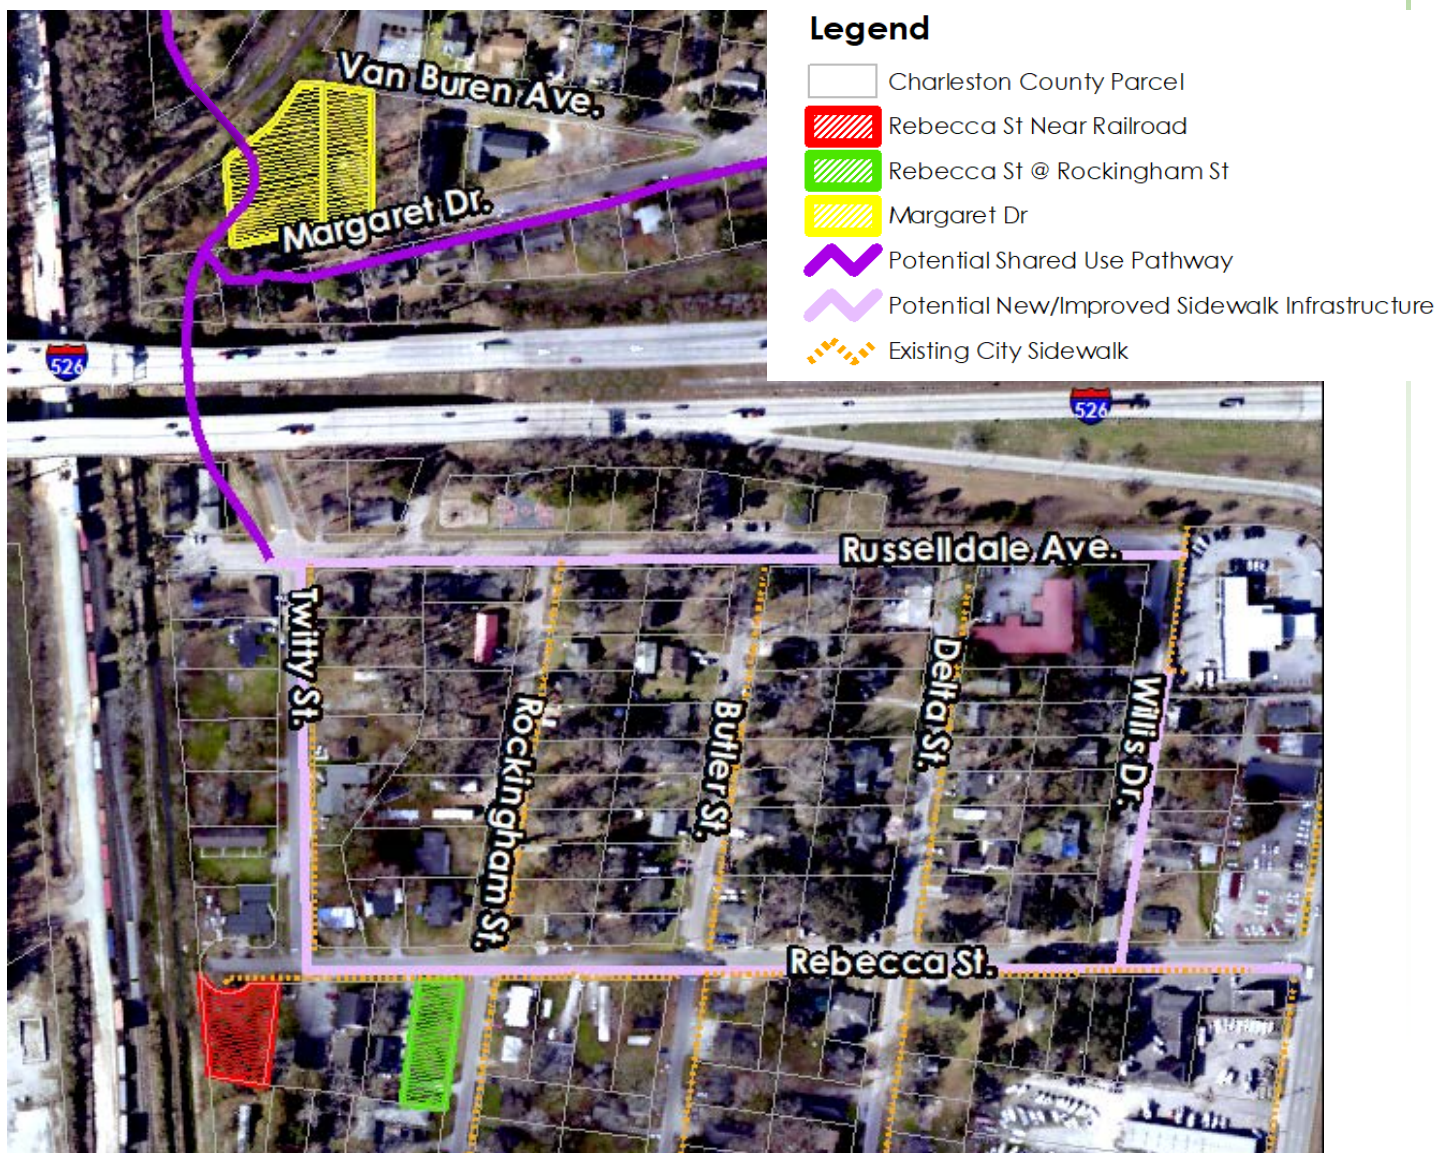 Legend
Charleston County Parcel
Rebecca St Near Railroad
Rebecca St @ Rockingham St
Margaret Dr
Potential Shared Use Pathway
Potential New/Improved Sidewalk Infrastructure
Existing City Sidewalk
Van Buren Ave.
Margaret Dr.
526
526
Russelldale Ave.
Twitty St.
Rockingham St.
Butler St.
Delta St.
Willis Dr.
Rebecca St.